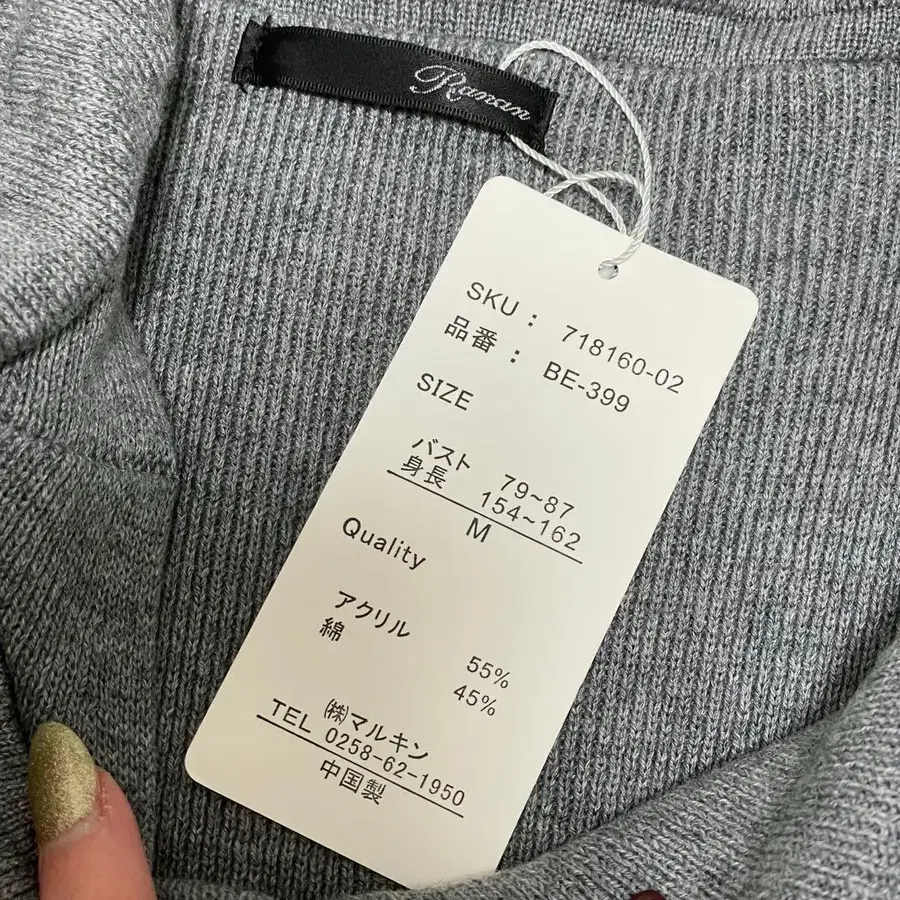 Ranan
SKU : 718160-02
品番 : BE-399
SIZE
バスト 79~87
身長 154~162
M
Quality
アクリル 55%
綿 45%
㈱マルキン
TEL 0258-62-1950
中国製